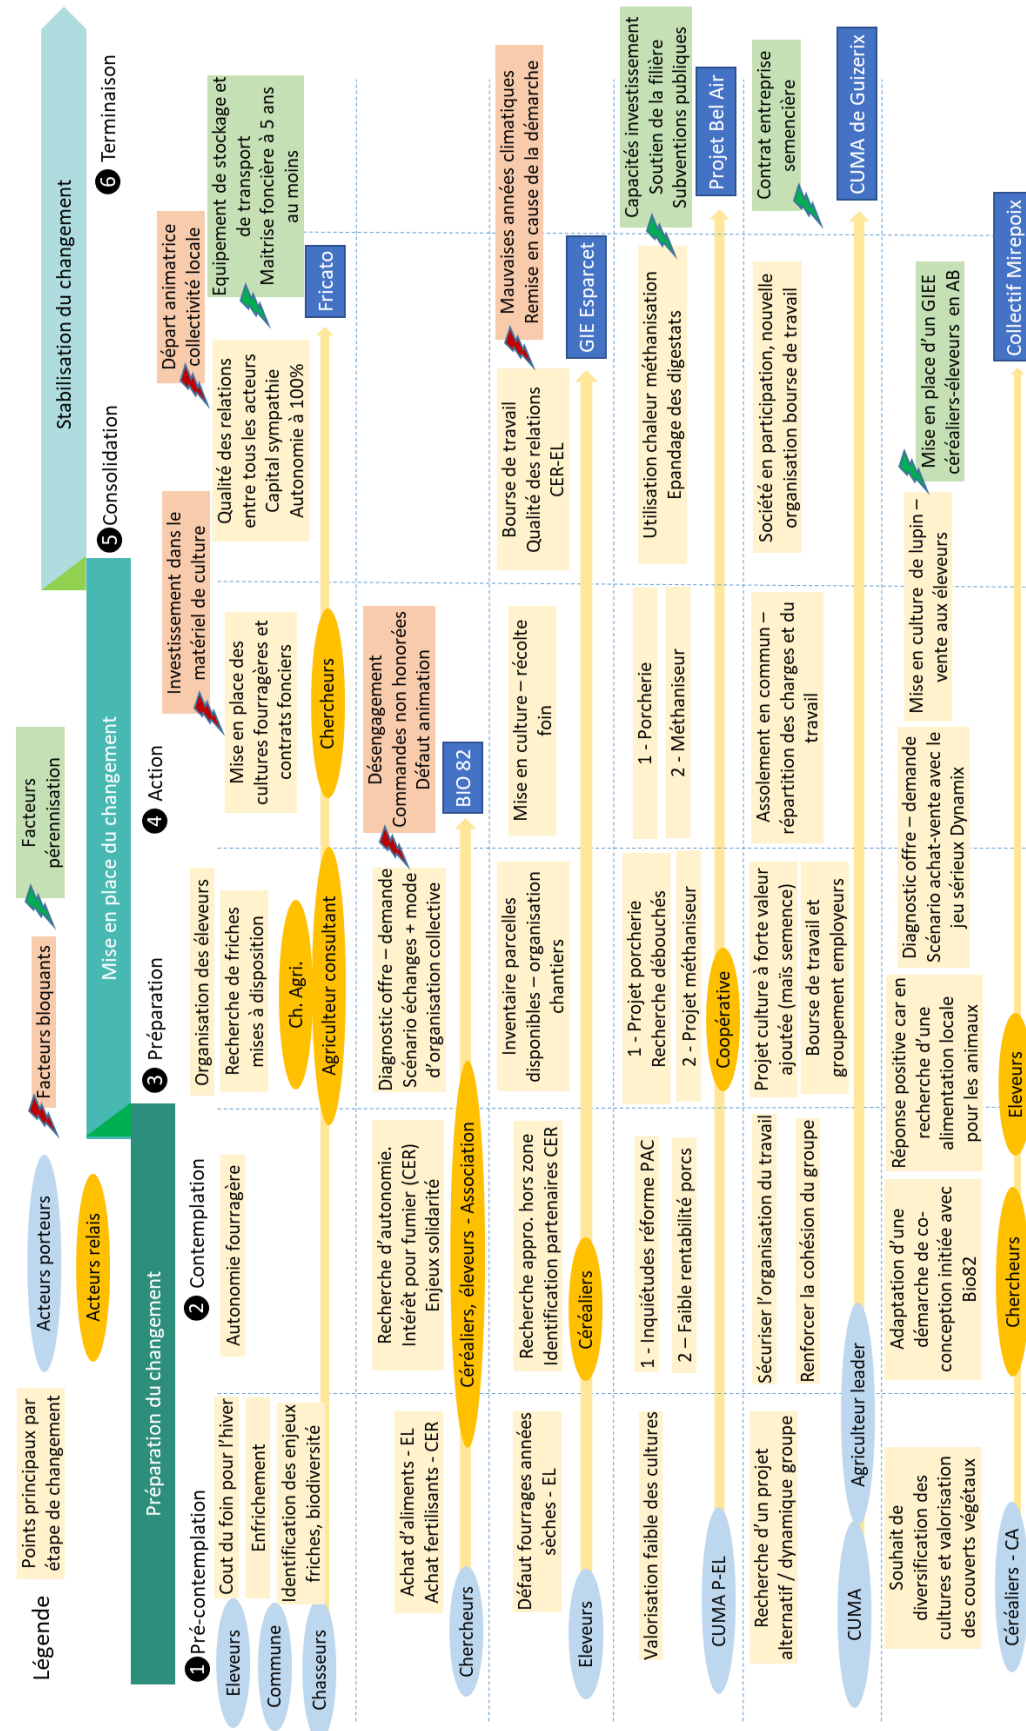 Légende
Points principaux par
étape de changement
Acteurs porteurs
Acteurs relais
Facteurs bloquants
Facteurs
pérennisation
Préparation du changement
Mise en place du changement
Stabilisation du changement
1 Pré-contemplation
2 Contemplation
3 Préparation
4 Action
5 Consolidation
6 Terminaison
Eleveurs
Commune
Chasseurs
Cout du foin pour l'hiver
Enfrichement
Identification des enjeux
friches, biodiversité
Autonomie fourragère
Organisation des éleveurs
Recherche de friches
mises à disposition
Ch. Agri.
Agriculteur consultant
Investissement dans le
matériel de culture
Mise en place des
cultures fourragères et
contrats fonciers
Chercheurs
Départ animatrice
collectivité locale
Qualité des relations
entre tous les acteurs
Capital sympathie
Autonomie à 100%
Equipement de stockage et
de transport
Maitrise foncière à 5 ans
au moins
Fricato
Achat d'aliments - EL
Achat fertilisants - CER
Chercheurs
Recherche d'autonomie.
Intérêt pour fumier (CER)
Enjeux solidarité
Céréaliers, éleveurs - Association
Diagnostic offre – demande
Scénario échanges + mode
d'organisation collective
Désengagement
Commandes non honorées
Défaut animation
BIO 82
Défaut fourrages années
sèches - EL
Eleveurs
Recherche appro. hors zone
Identification partenaires CER
Céréaliers
Inventaire parcelles
disponibles – organisation
chantiers
Mise en culture – récolte
foin
Bourse de travail
Qualité des relations
CER-EL
Mauvaises années climatiques
Remise en cause de la démarche
GIE Esparcet
Valorisation faible des cultures
CUMA P-EL
1 - Inquiétudes réforme PAC
2 – Faible rentabilité porcs
1 - Projet porcherie
Recherche débouchés
2 - Projet méthaniseur
Coopérative
1 - Porcherie
2 - Méthaniseur
Utilisation chaleur méthanisation
Epandage des digestats
Capacités investissement
Soutien de la filière
Subventions publiques
Projet Bel Air
Recherche d'un projet
alternatif / dynamique groupe
CUMA
Agriculteur leader
Sécuriser l'organisation du travail
Renforcer la cohésion du groupe
Projet culture à forte valeur
ajoutée (maïs semence)
Bourse de travail et
groupement employeurs
Assolement en commun –
répartition des charges et du
travail
Société en participation, nouvelle
organisation bourse de travail
Contrat entreprise
semencière
CUMA de Guizerix
Souhait de
diversification des
cultures et valorisation
des couverts végétaux
Céréaliers - CA
Adaptation d'une
démarche de co-
conception initiée avec
Bio82
Chercheurs
Réponse positive car en
recherche d'une
alimentation locale
pour les animaux
Eleveurs
Diagnostic offre – demande
Scénario achat-vente avec le
jeu sérieux Dynamix
Mise en culture de lupin –
vente aux éleveurs
Mise en place d'un GIEE
céréaliers-éleveurs en AB
Collectif Mirepoix